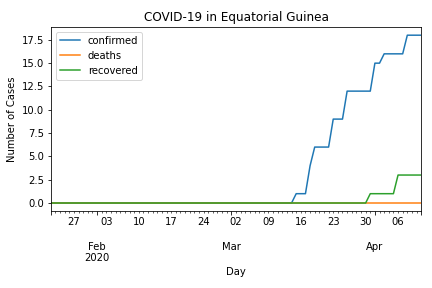 COVID-19 in Equatorial Guinea
confirmed
deaths
recovered
Number of Cases
17.5
15.0
12.5
10.0
7.5
5.0
2.5
0.0
27 03 10 17 24 02 09 16 23 30 06
Feb Mar Apr
2020
Day